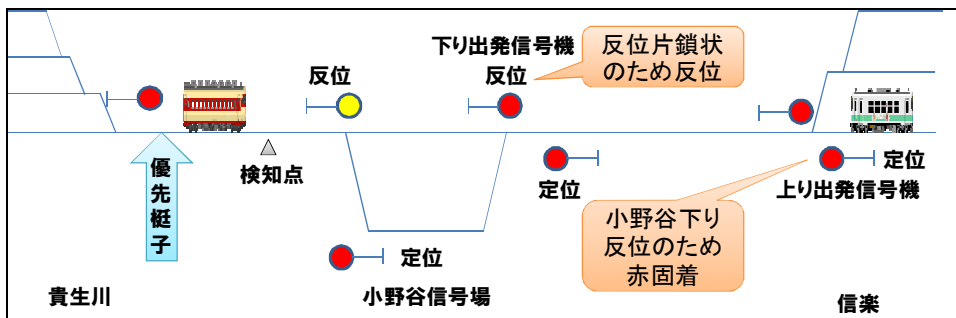 下り出発信号機
反位片鎖状
のため反位
反位
反位
優先梃子
検知点
定位
定位
上り出発信号機
小野谷下り
反位のため
赤固着
定位
貴生川
小野谷信号場
信楽